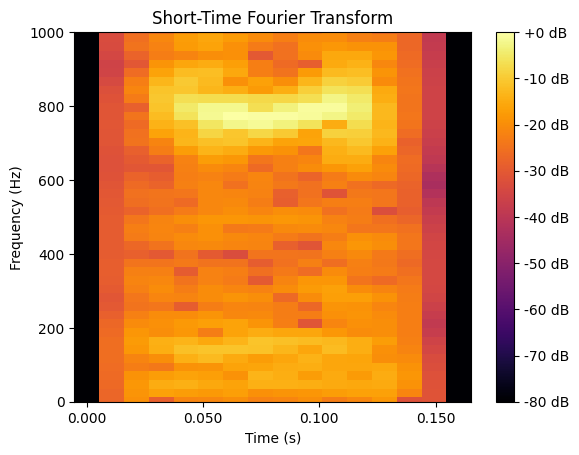 Short-Time Fourier Transform
1000
800
600
400
200
0
Frequency (Hz)
0.000
0.050
0.100
0.150
Time (s)
+0 dB
-10 dB
-20 dB
-30 dB
-40 dB
-50 dB
-60 dB
-70 dB
-80 dB